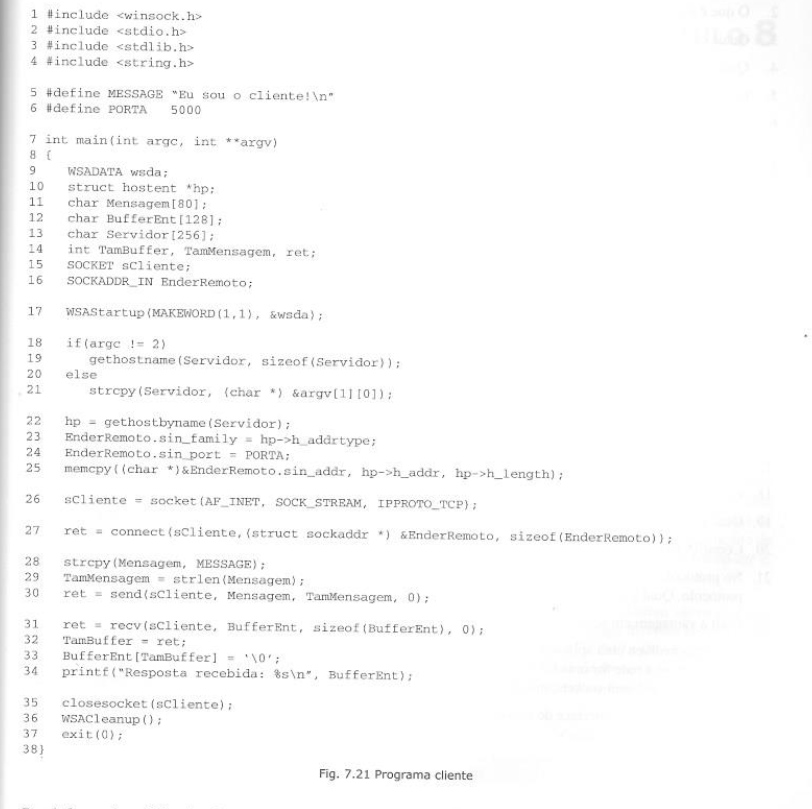 1 #include <winsock.h>
2 #include <stdio.h>
3 #include <stdlib.h>
4 #include <string.h>
5 #define MESSAGE "Eu sou o cliente!\n"
6 #define PORTA   5000
7 int main(int argc, int **argv)
8 {
9    WSADATA wsda;
10   struct hostent *hp;
11   char Mensagem[80];
12   char BufferEnt[128];
13   char Servidor[256];
14   int TamBuffer, TamMensagem, ret;
15   SOCKET sCliente;
16   SOCKADDR_IN EnderRemoto;
17   WSAStartup(MAKEWORD(1,1), &wsda);
18   if(argc != 2)
19      gethostname(Servidor, sizeof(Servidor));
20   else
21      strcpy(Servidor, (char *) &argv[1][0]);
22   hp = gethostbyname(Servidor);
23   EnderRemoto.sin_family = hp->h_addrtype;
24   EnderRemoto.sin_port = PORTA;
25   memcpy((char *)&EnderRemoto.sin_addr, hp->h_addr, hp->h_length);
26   sCliente = socket(AF_INET, SOCK_STREAM, IPPROTO_TCP);
27   ret = connect(sCliente,(struct sockaddr *) &EnderRemoto, sizeof(EnderRemoto));
28   strcpy(Mensagem, MESSAGE);
29   TamMensagem = strlen(Mensagem);
30   ret = send(sCliente, Mensagem, TamMensagem, 0);
31   ret = recv(sCliente, BufferEnt, sizeof(BufferEnt), 0);
32   TamBuffer = ret;
33   BufferEnt[TamBuffer] = '\0';
34   printf("Resposta recebida: %s\n", BufferEnt);
35   closesocket(sCliente);
36   WSACleanup();
37   exit(0);
38}
Fig. 7.21 Programa cliente